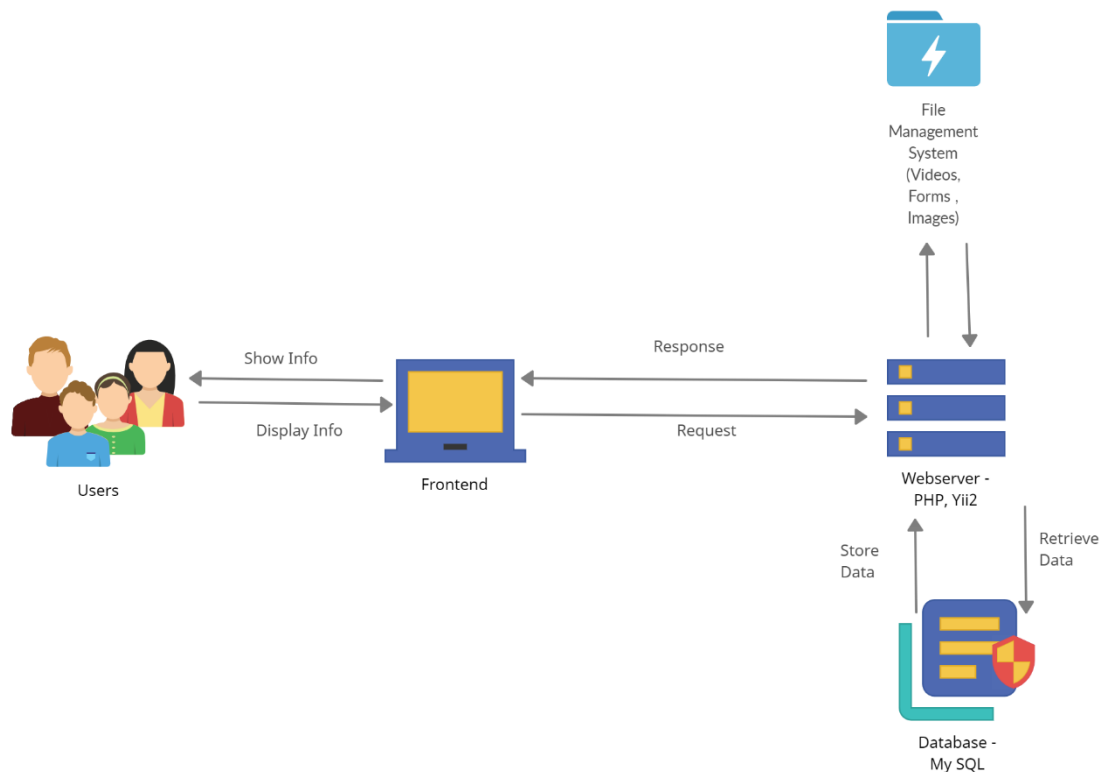 File
Management
System
(Videos,
Forms ,
Images)
Show Info
Response
Display Info
Request
Users
Frontend
Webserver -
PHP, Yii2
Store
Data
Retrieve
Data
Database -
My SQL